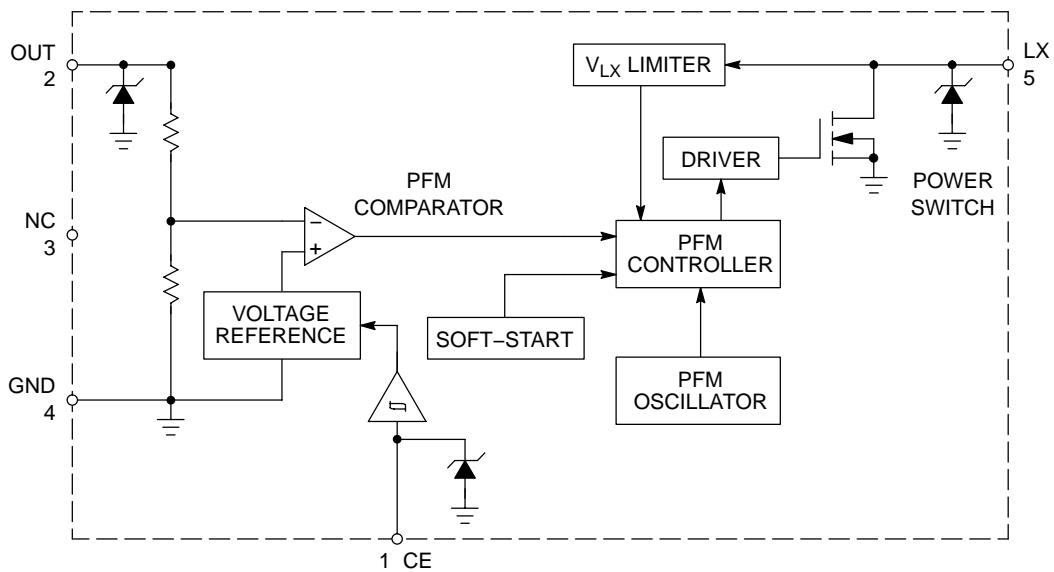 OUT
2
V_LX LIMITER
LX
5
DRIVER
POWER
SWITCH
PFM
COMPARATOR
NC
3
−
+
PFM
CONTROLLER
VOLTAGE
REFERENCE
SOFT−START
GND
4
PFM
OSCILLATOR
1 CE